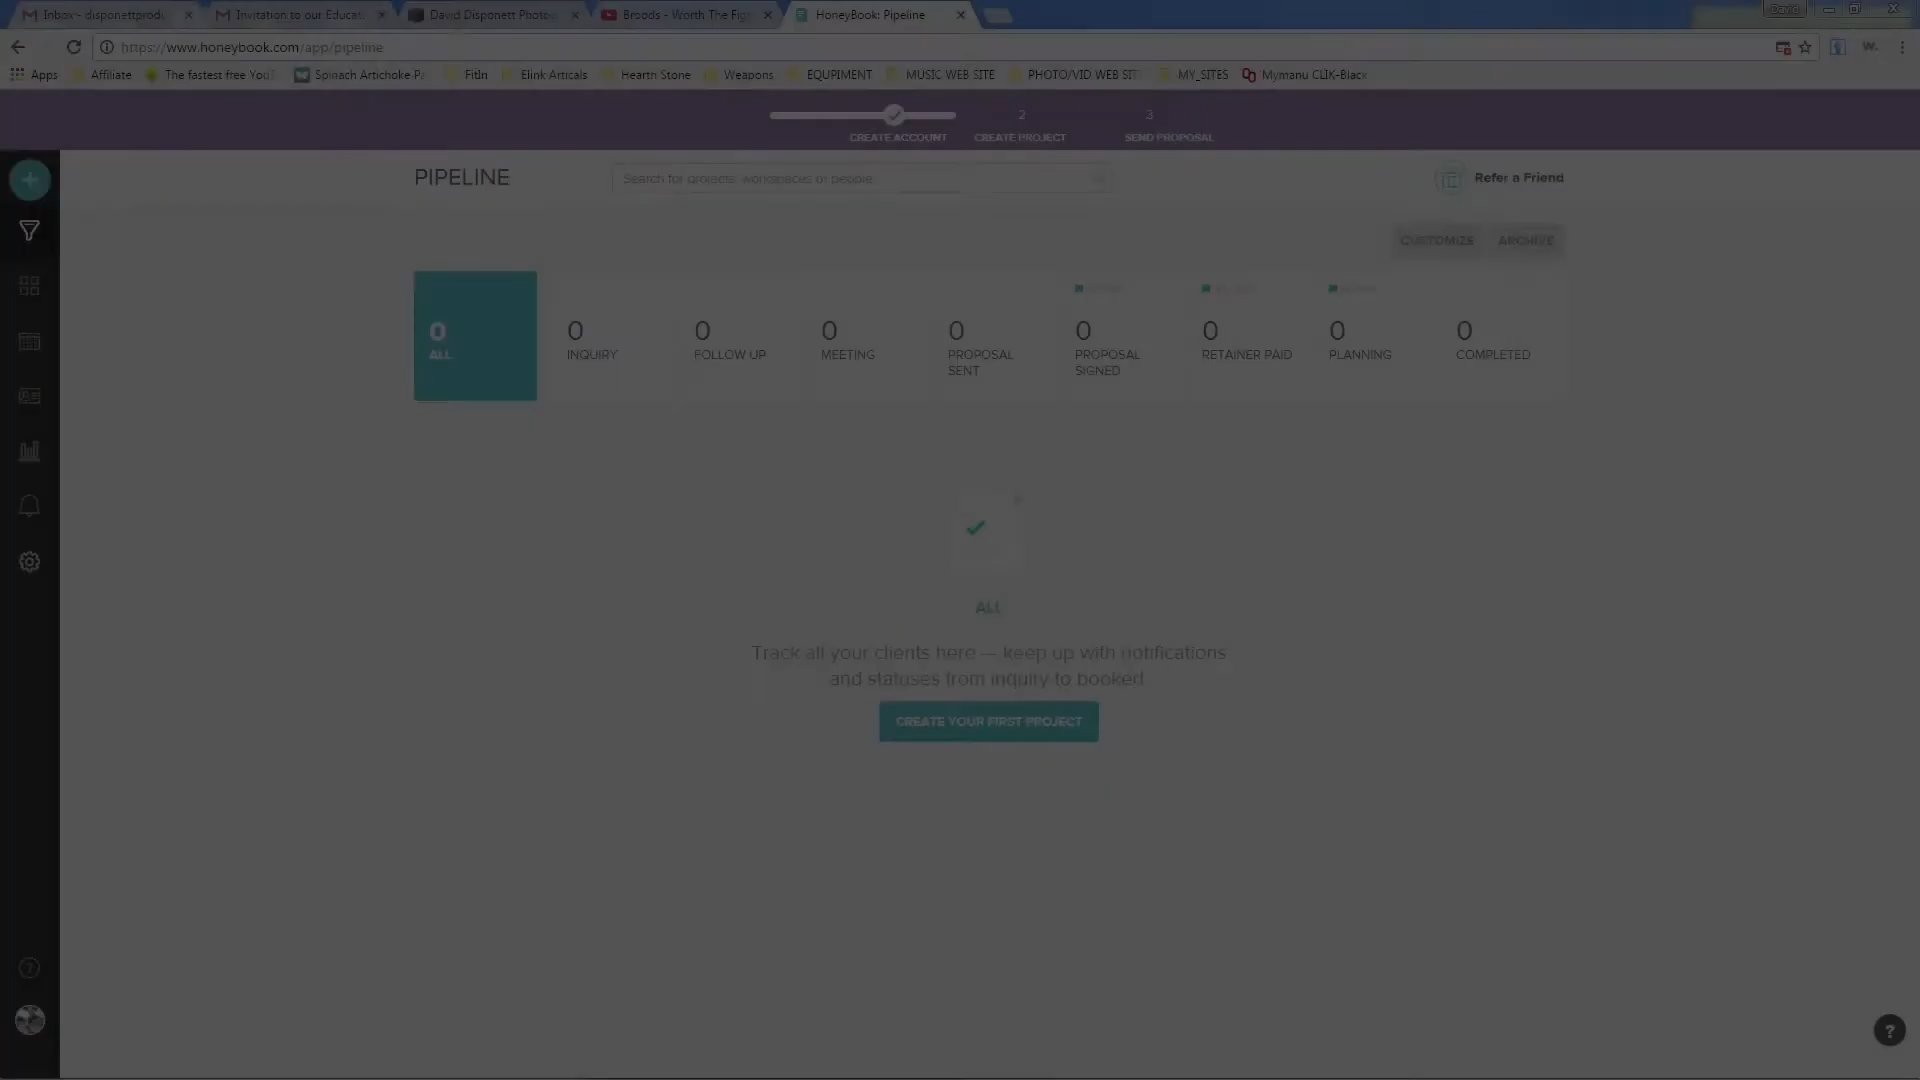 Inbox - disponettprodu
Invitation to our Educat
David Disponett Photo
Broods - Worth The Fig
HoneyBook: Pipeline
David
https://www.honeybook.com/app/pipeline
Apps
Affiliate
The fastest free You
Spinach Artichoke Pa
FitIn
Elink Articals
Hearth Stone
Weapons
EQUPIMENT
MUSIC WEB SITE
PHOTO/VID WEB SIT
MY_SITES
Mymanu CLIK-Black
2
3
CREATE ACCOUNT
CREATE PROJECT
SEND PROPOSAL
PIPELINE
Search for projects, workspaces or people
Refer a Friend
CUSTOMIZE
ARCHIVE
0
ALL
0
INQUIRY
0
FOLLOW UP
0
MEETING
0
PROPOSAL
SENT
0
PROPOSAL
SIGNED
0
RETAINER PAID
0
PLANNING
0
COMPLETED
ALL
Track all your clients here — keep up with notifications
and statuses from inquiry to booked
CREATE YOUR FIRST PROJECT